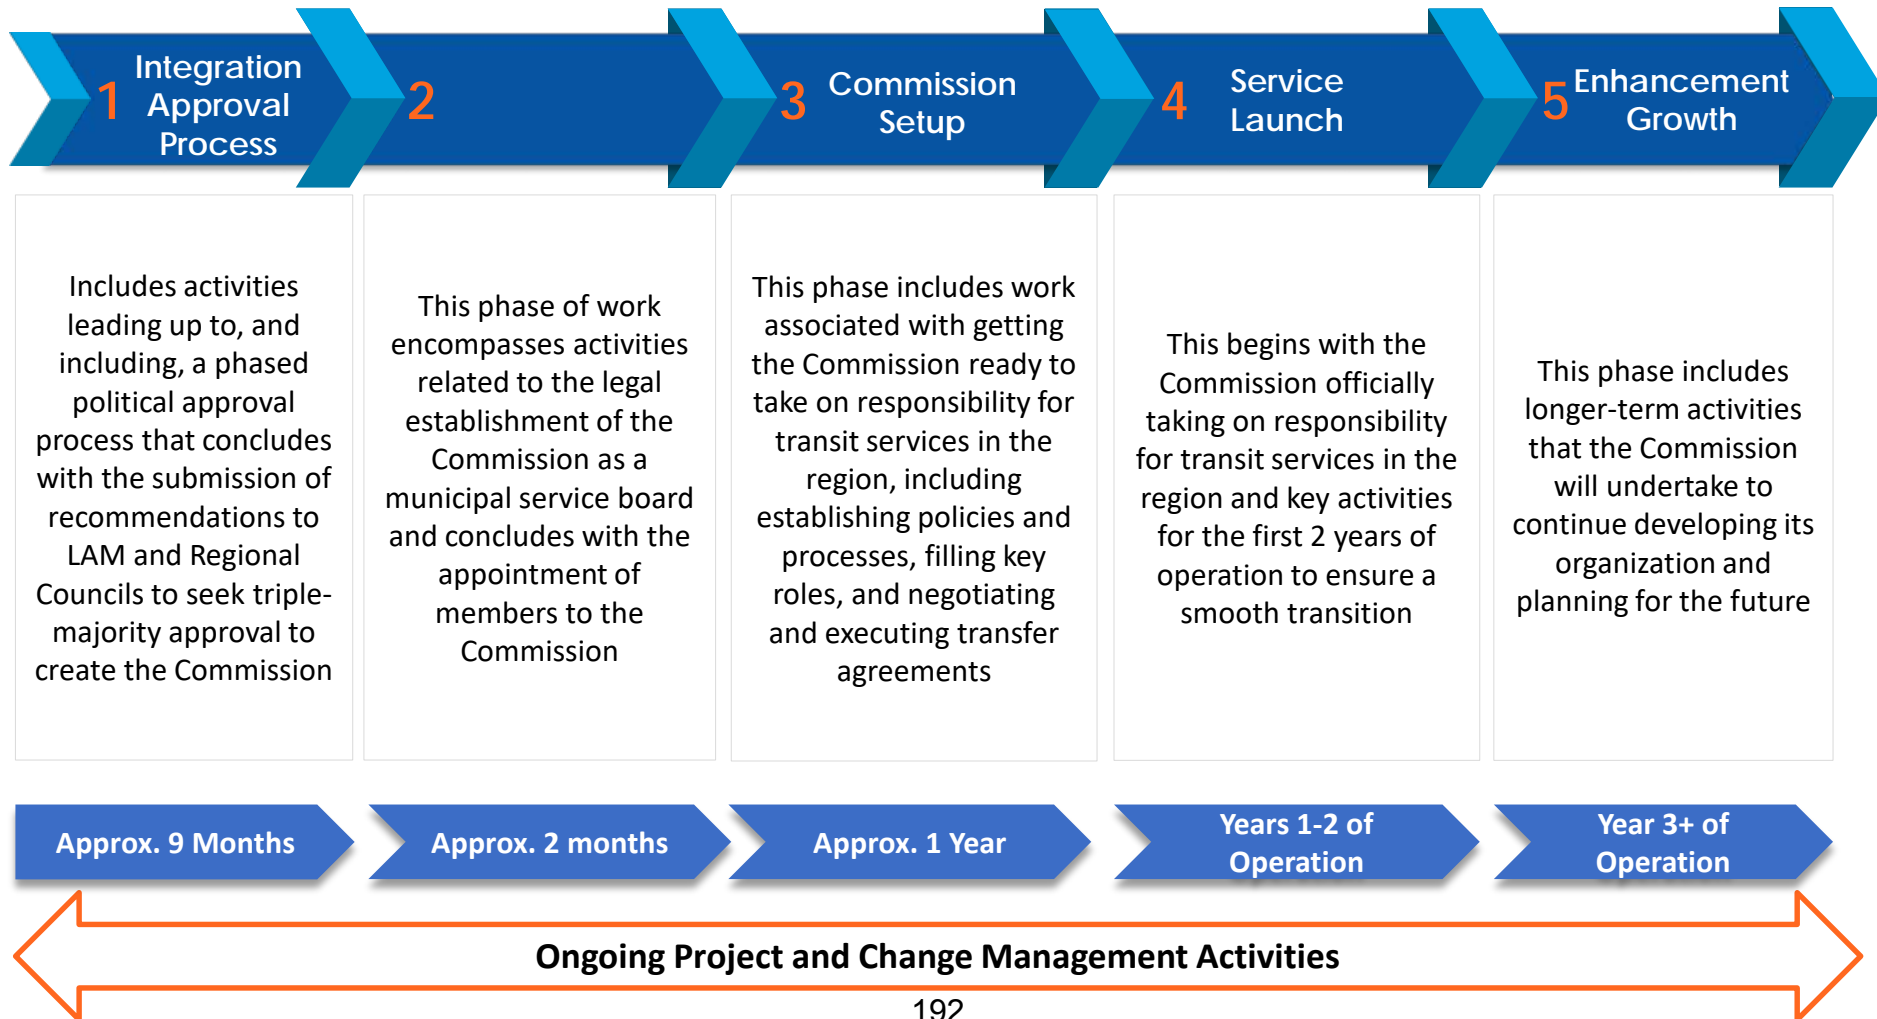 1
Integration
Approval
Process
2
3
Commission
Setup
4
Service
Launch
5
Enhancement
Growth
Includes activities
leading up to, and
including, a phased
political approval
process that concludes
with the submission of
recommendations to
LAM and Regional
Councils to seek triple-
majority approval to
create the Commission
This phase of work
encompasses activities
related to the legal
establishment of the
Commission as a
municipal service board
and concludes with the
appointment of
members to the
Commission
This phase includes work
associated with getting
the Commission ready to
take on responsibility for
transit services in the
region, including
establishing policies and
processes, filling key
roles, and negotiating
and executing transfer
agreements
This begins with the
Commission officially
taking on responsibility
for transit services in the
region and key activities
for the first 2 years of
operation to ensure a
smooth transition
This phase includes
longer-term activities
that the Commission
will undertake to
continue developing its
organization and
planning for the future
Approx. 9 Months
Approx. 2 months
Approx. 1 Year
Years 1-2 of
Operation
Year 3+ of
Operation
Ongoing Project and Change Management Activities
192